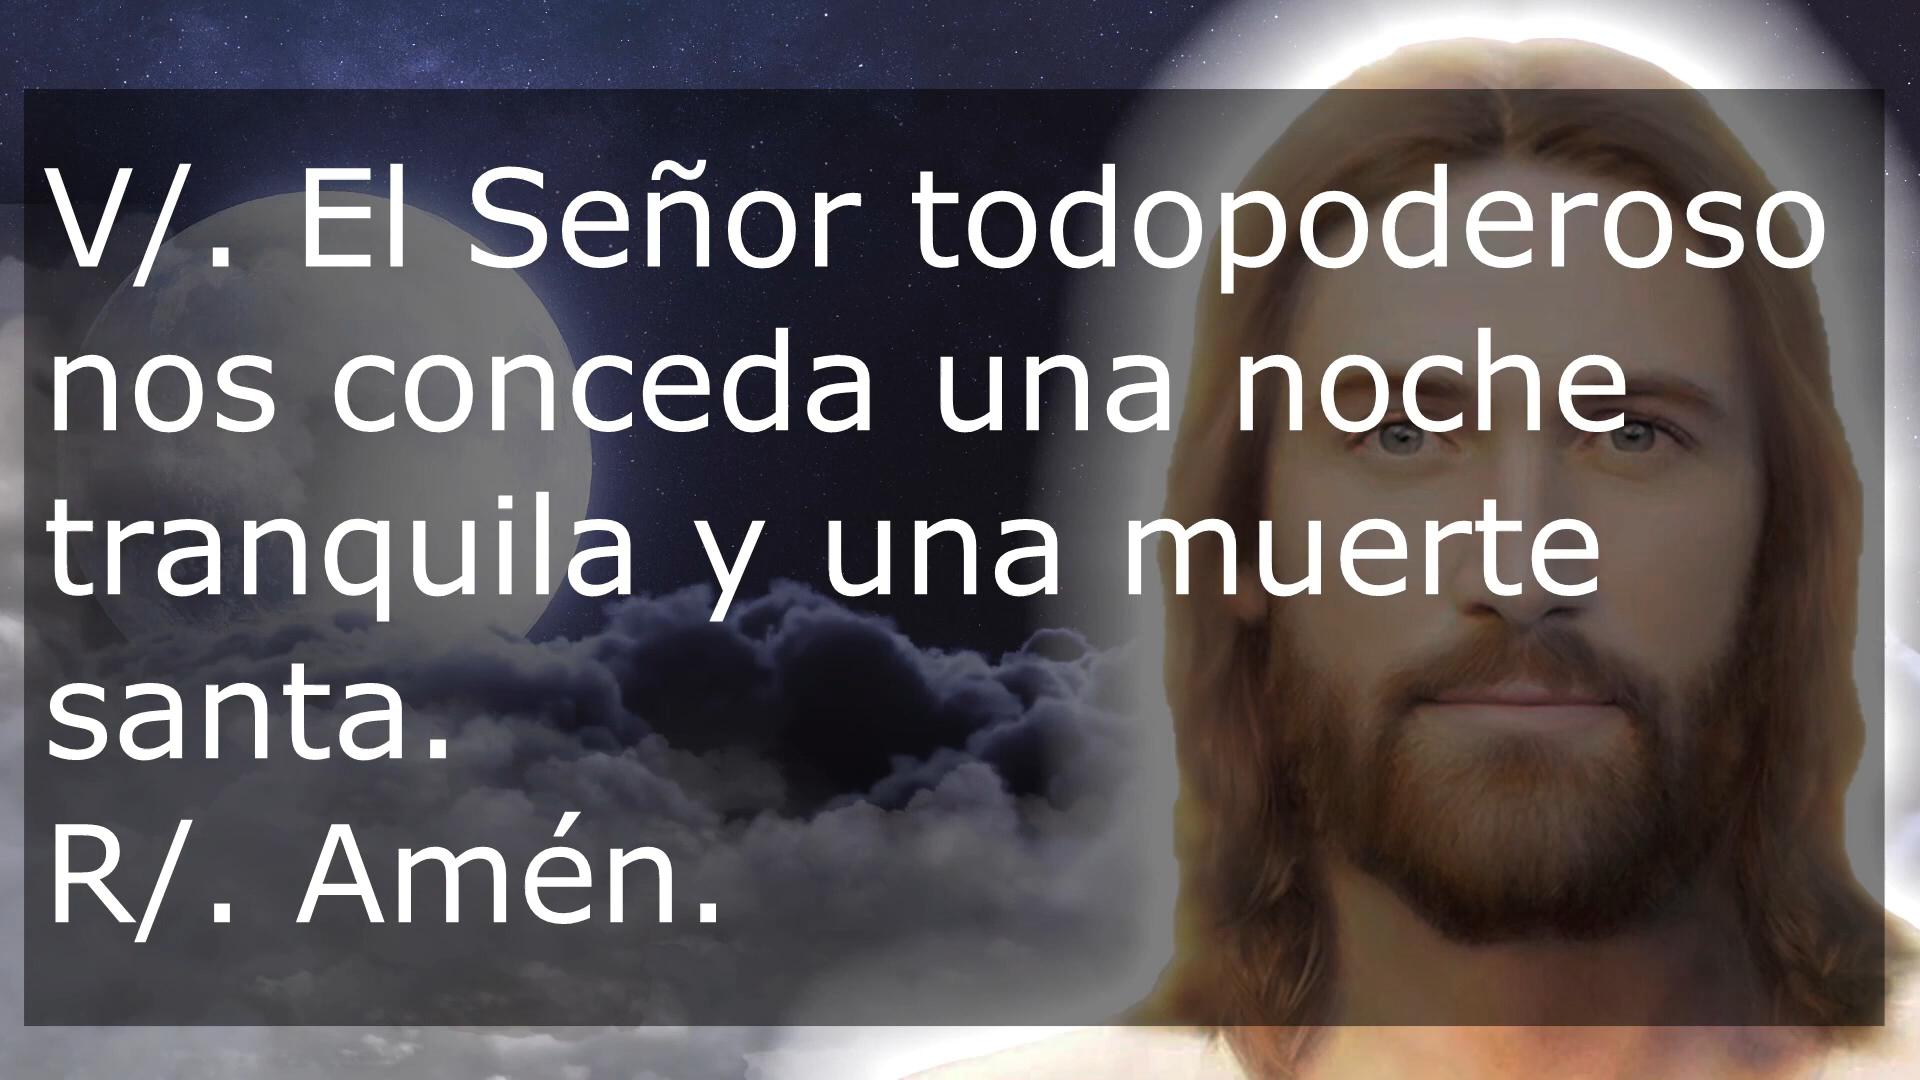 V/. El Señor todopoderoso
nos conceda una noche
tranquila y una muerte
santa.
R/. Amén.